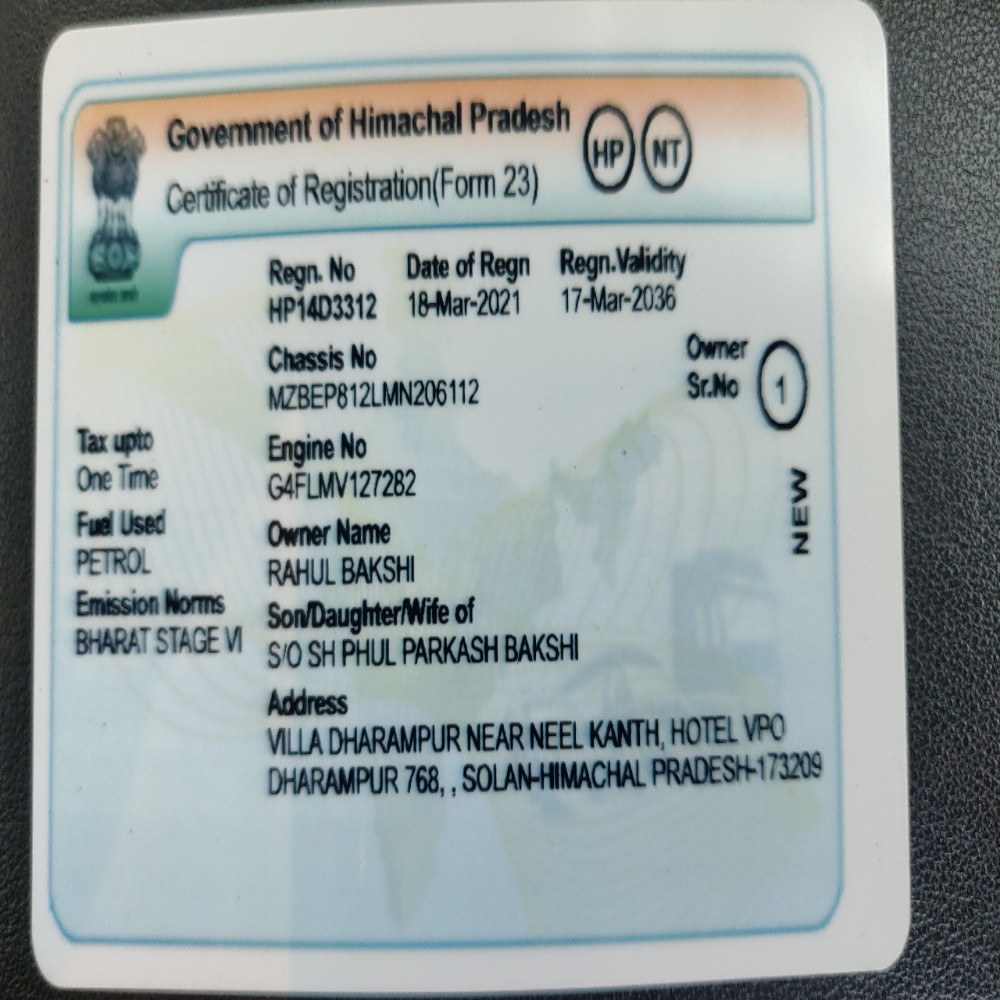 Government of Himachal Pradesh
HP NT
Certificate of Registration(Form 23)
Regn. No Date of Regn Regn.Validity
HP14D3312 18-Mar-2021 17-Mar-2036
Chassis No
MZBEP812LMN206112
Owner
Sr.No 1
Tax upto
One Time
Engine No
G4FLMV127282
NEW
Fuel Used
PETROL
Owner Name
RAHUL BAKSHI
Emission Norms
BHARAT STAGE VI
Son/Daughter/Wife of
S/O SH PHUL PARKASH BAKSHI
Address
VILLA DHARAMPUR NEAR NEEL KANTH, HOTEL VPO
DHARAMPUR 768, , SOLAN-HIMACHAL PRADESH-173209